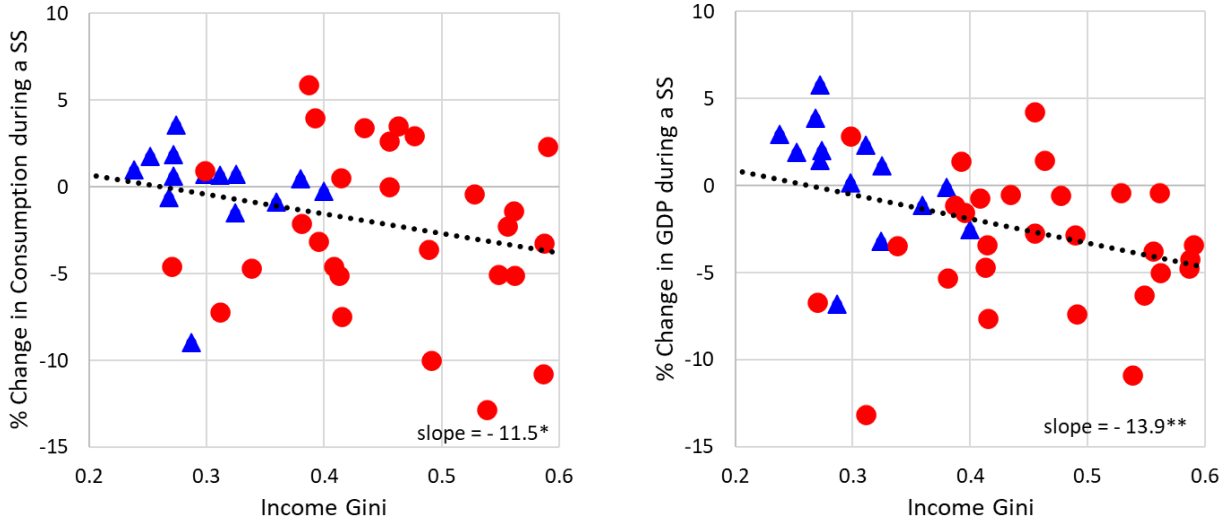 % Change in Consumption during a SS
10
5
0
-5
-10
-15
0.2 0.3 0.4 0.5 0.6
Income Gini
slope = - 11.5*
% Change in GDP during a SS
10
5
0
-5
-10
-15
0.2 0.3 0.4 0.5 0.6
Income Gini
slope = - 13.9**